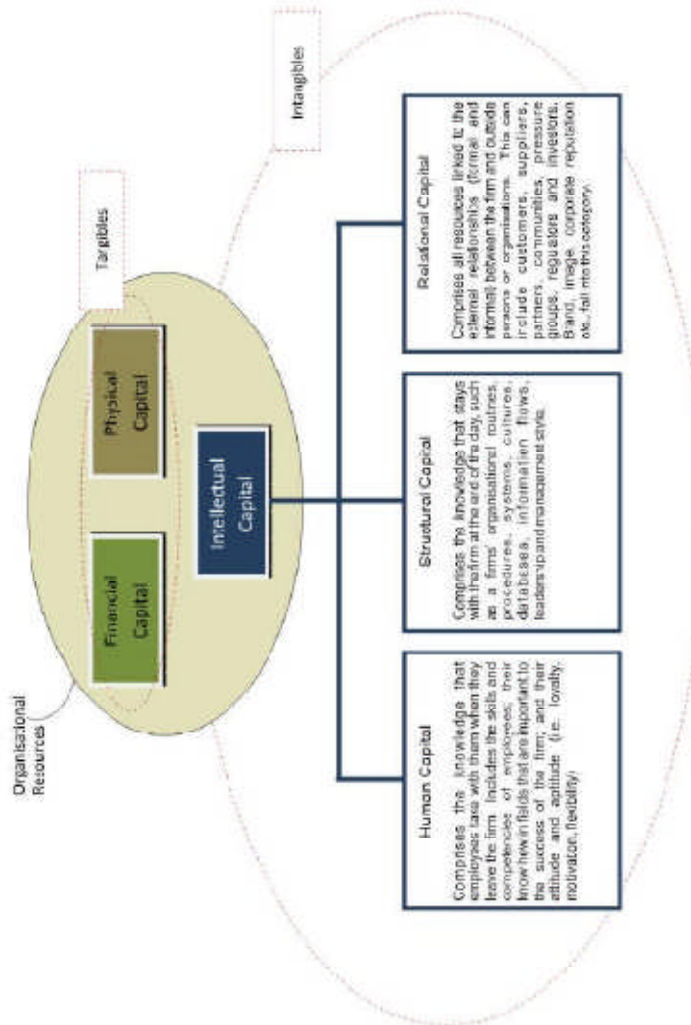 Organisational
Resources
Financial
Capital
Physical
Capital
Targibles
Intellectual
Capital
Intangibles
Human Capital
Comprises the knowledge that
employees take with them when they
leave the firm. Includes the skills and
competencies of employees; their
know how in fields that are important to
the success of the firm; and their
attitude and aptitude (i.e. loyalty,
motivation, flexibility)
Structural Capital
Comprises the knowledge that stays
with the firm at the end of the day, such
as a firms' organisational routines,
procedures, systems, cultures,
databases, information flows,
leadership and management style.
Relational Capital
Comprises all resources linked to the
external relationships (formal and
informal) between the firm and outside
persons or organisations. This can
include customers, suppliers,
partners, communities, pressure
groups, regulators and investors.
Brand, image, corporate reputation
etc., fall into this category.